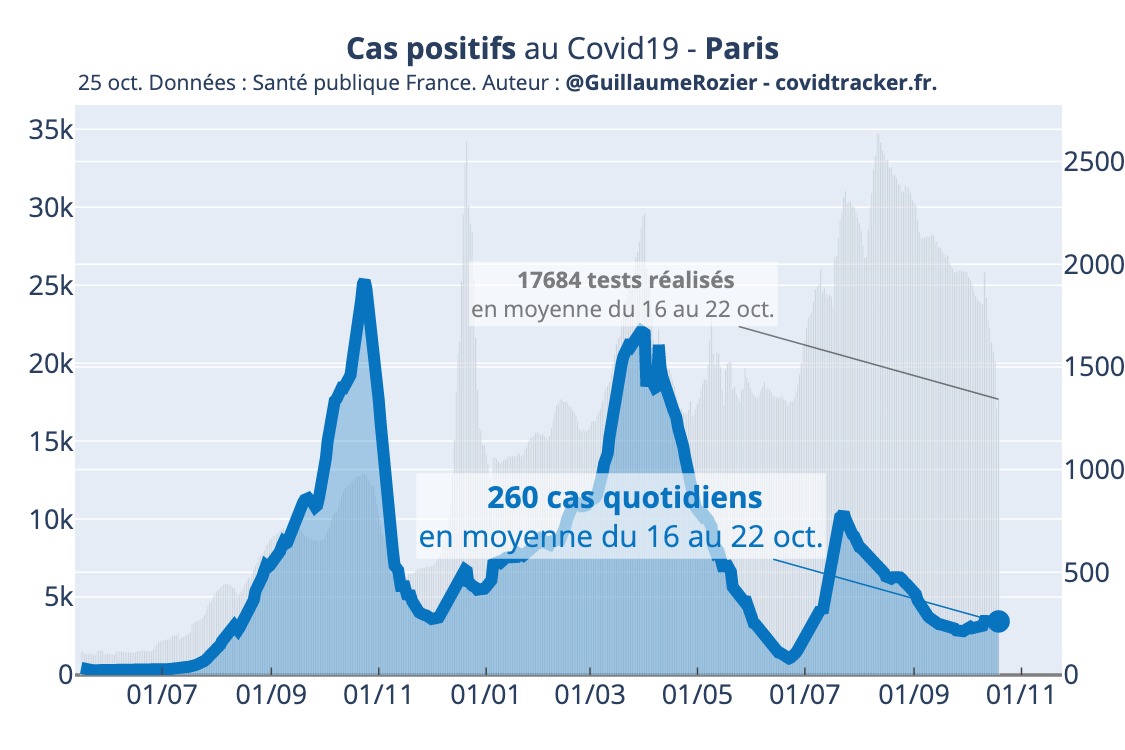 Cas positifs au Covid19 - Paris
25 oct. Données : Santé publique France. Auteur : @GuillaumeRozier - covidtracker.fr.
35k
30k
25k
20k
15k
10k
5k
0
2500
2000
1500
1000
500
0
17684 tests réalisés
en moyenne du 16 au 22 oct.
260 cas quotidiens
en moyenne du 16 au 22 oct.
01/07 01/09 01/11 01/01 01/03 01/05 01/07 01/09 01/11